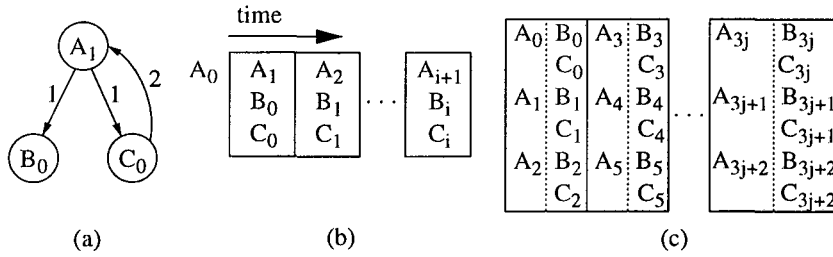 A₁
1 1 2
B₀ C₀
(a)
time
A₀ A₁ A₂ ... Aᵢ₊₁
B₀ B₁ Bᵢ
C₀ C₁ Cᵢ
(b)
A₀ B₀ A₃ B₃ A₃ⱼ B₃ⱼ
C₀ C₃ C₃ⱼ
A₁ B₁ A₄ B₄ ... A₃ⱼ₊₁ B₃ⱼ₊₁
C₁ C₄ C₃ⱼ₊₁
A₂ B₂ A₅ B₅ A₃ⱼ₊₂ B₃ⱼ₊₂
C₂ C₅ C₃ⱼ₊₂
(c)